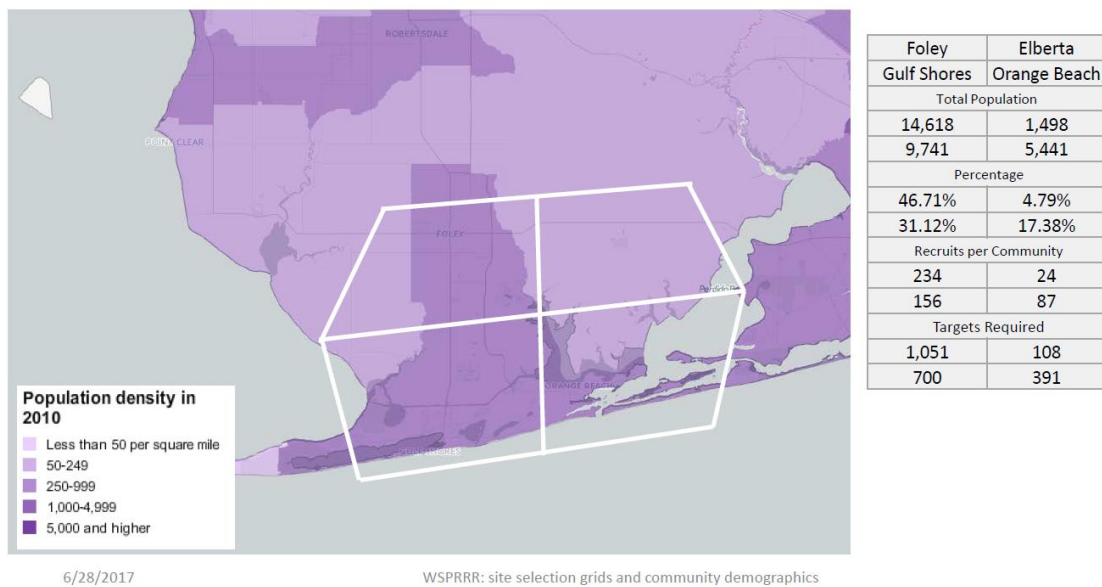 ROBERTSDALE
POINT CLEAR
FOLEY
Perdido
ORANGE BEACH
GULF SHORES
Population density in
2010
Less than 50 per square mile
50-249
250-999
1,000-4,999
5,000 and higher
Foley Elberta
Gulf Shores Orange Beach
Total Population
14,618 1,498
9,741 5,441
Percentage
46.71% 4.79%
31.12% 17.38%
Recruits per Community
234 24
156 87
Targets Required
1,051 108
700 391
6/28/2017 WSPRRR: site selection grids and community demographics